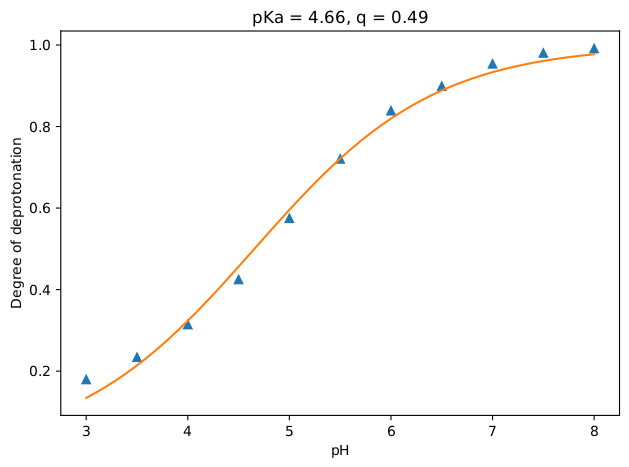 pKa = 4.66, q = 0.49
1.0
0.8
0.6
0.4
0.2
Degree of deprotonation
3 4 5 6 7 8
pH